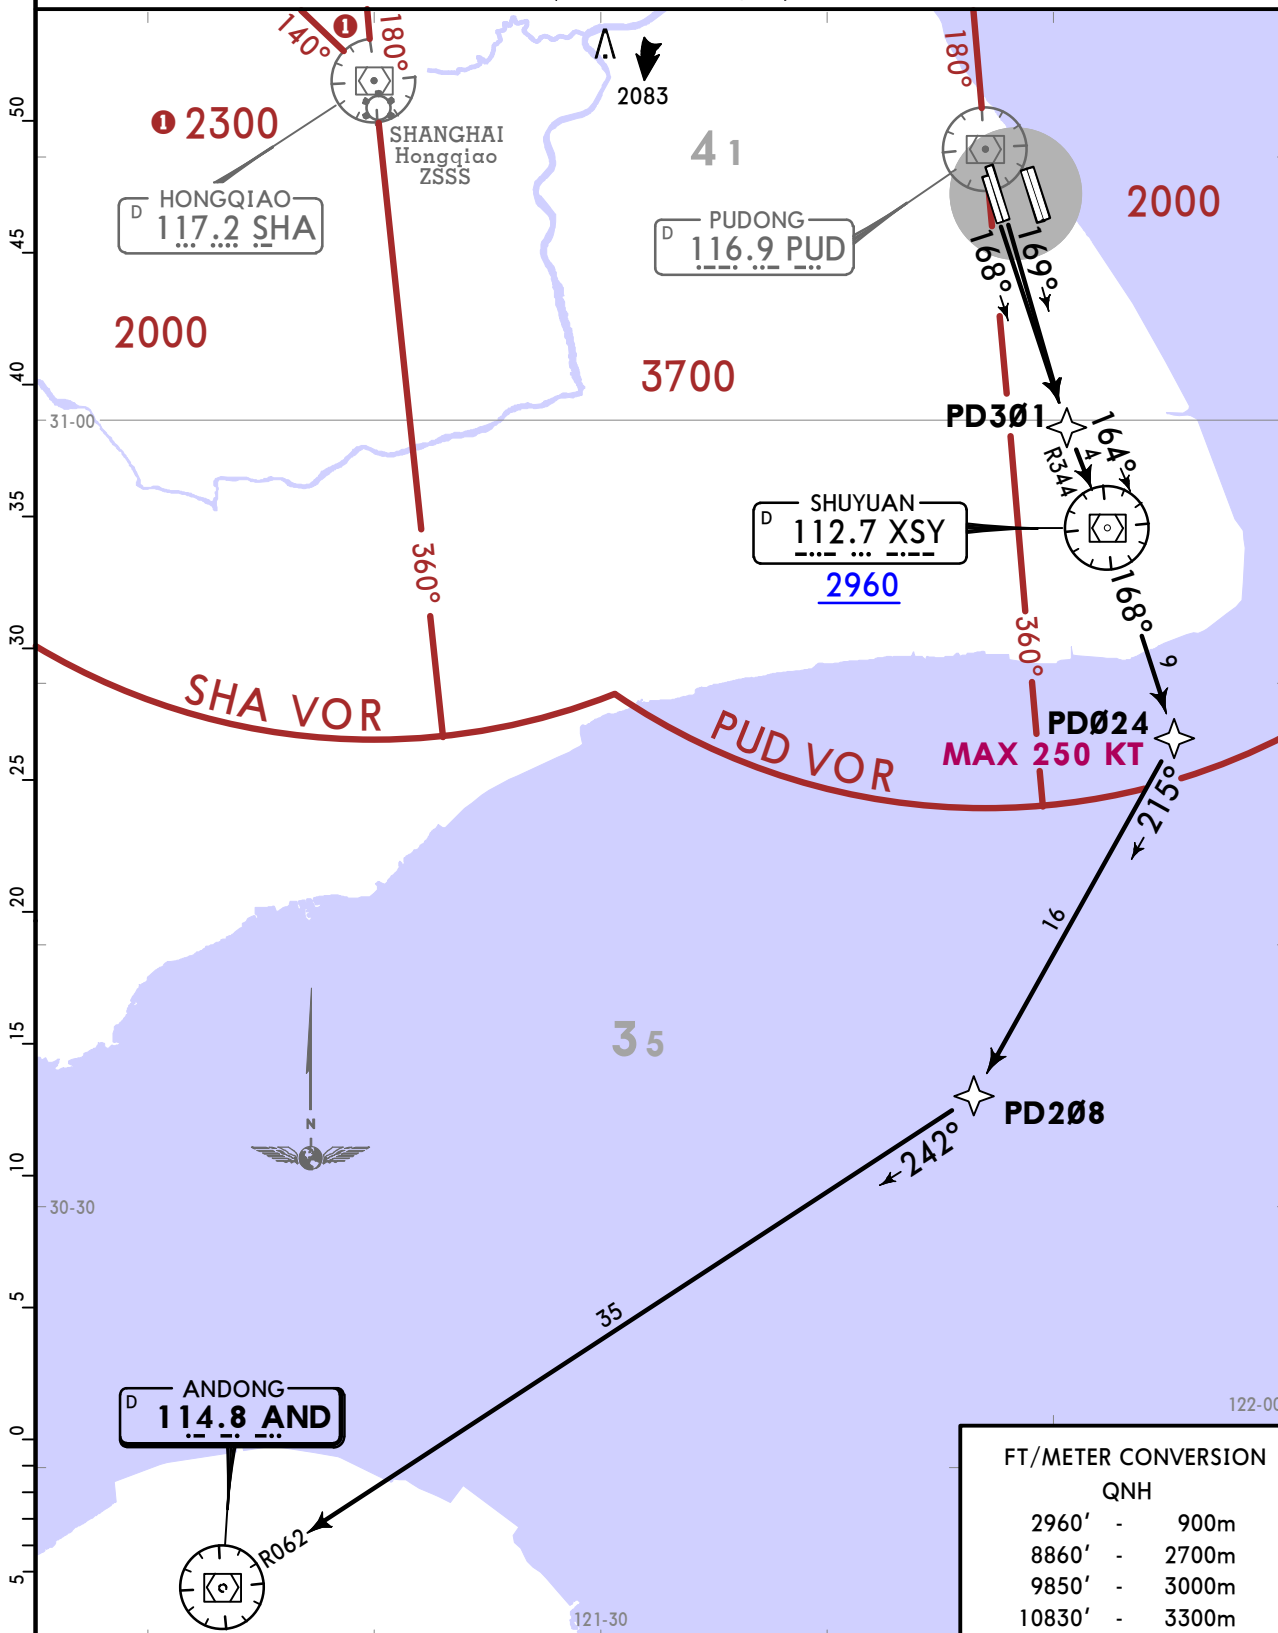 140°
❶
180°
180°
2083
50
❶ 2300
SHANGHAI
Hongqiao
ZSSS
41
HONGQIAO
D 117.2 SHA
2000
PUDONG
D 116.9 PUD
45
168°
169°
2000
3700
40
31-00
PD3Ø1
164°
4
R344
35
SHUYUAN
D 112.7 XSY
2960
360°
168°
360°
30
9
SHA VOR
PUD VOR
PDØ24
MAX 250 KT
25
215°
20
16
15
35
N
PD2Ø8
242°
10
30-30
5
35
ANDONG
D 114.8 AND
122-00
0
R062
5
121-30
FT/METER CONVERSION
QNH
2960' - 900m
8860' - 2700m
9850' - 3000m
10830' - 3300m